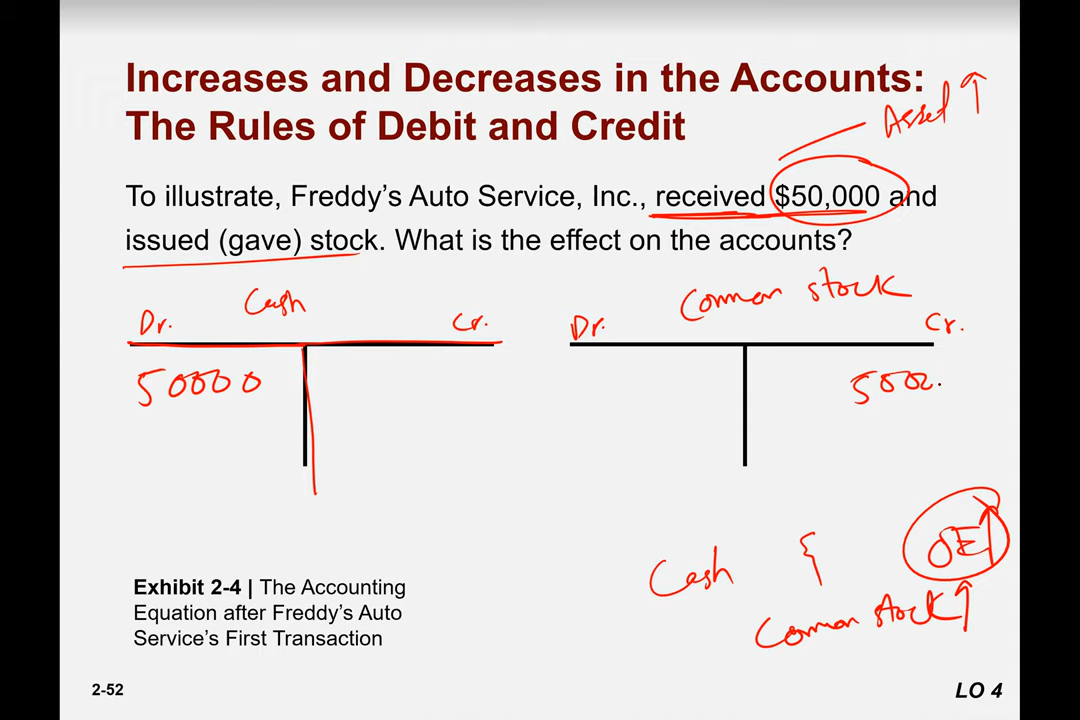 Increases and Decreases in the Accounts:
The Rules of Debit and Credit
Asset
To illustrate, Freddy's Auto Service, Inc., received $50,000 and
issued (gave) stock. What is the effect on the accounts?
Cash
Common stock
Dr.
Cr.
Dr.
Cr.
50000
5000.
OE
Cash
Common stock
Exhibit 2-4 | The Accounting
Equation after Freddy's Auto
Service's First Transaction
2-52
LO 4